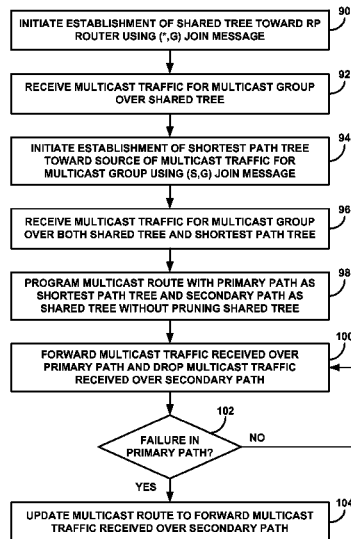 90
INITIATE ESTABLISHMENT OF SHARED TREE TOWARD RP
ROUTER USING (*,G) JOIN MESSAGE
92
RECEIVE MULTICAST TRAFFIC FOR MULTICAST GROUP
OVER SHARED TREE
94
INITIATE ESTABLISHMENT OF SHORTEST PATH TREE
TOWARD SOURCE OF MULTICAST TRAFFIC FOR
MULTICAST GROUP USING (S,G) JOIN MESSAGE
96
RECEIVE MULTICAST TRAFFIC FOR MULTICAST GROUP
OVER BOTH SHARED TREE AND SHORTEST PATH TREE
98
PROGRAM MULTICAST ROUTE WITH PRIMARY PATH AS
SHORTEST PATH TREE AND SECONDARY PATH AS
SHARED TREE WITHOUT PRUNING SHARED TREE
100
FORWARD MULTICAST TRAFFIC RECEIVED OVER
PRIMARY PATH AND DROP MULTICAST TRAFFIC
RECEIVED OVER SECONDARY PATH
102
FAILURE IN
PRIMARY PATH?
NO
YES
104
UPDATE MULTICAST ROUTE TO FORWARD MULTICAST
TRAFFIC RECEIVED OVER SECONDARY PATH